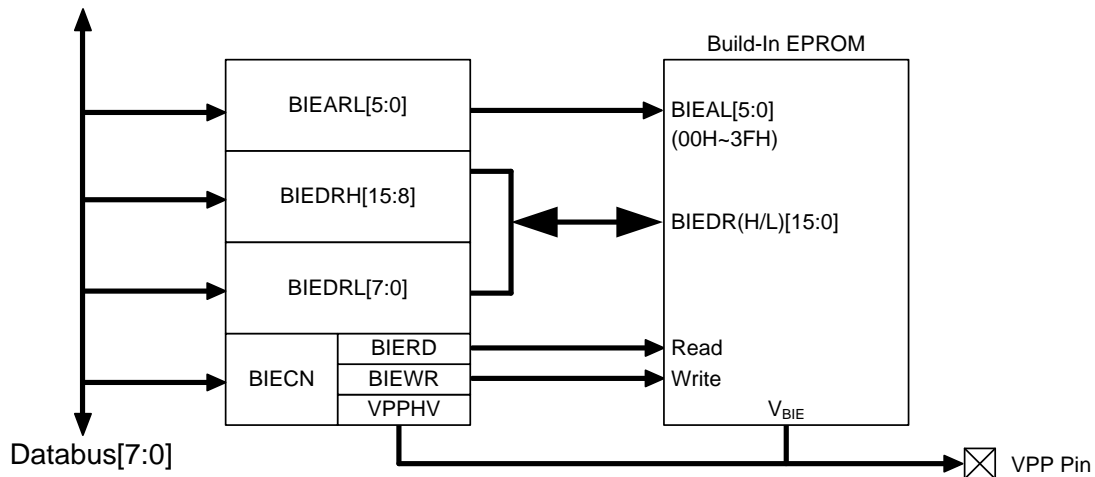 Build-In EPROM
BIEARL[5:0]
BIEAL[5:0]
(00H~3FH)
BIEDRH[15:8]
BIEDR(H/L)[15:0]
BIEDRL[7:0]
BIECN
BIERD
Read
BIEWR
Write
VPPHV
VBIE
Databus[7:0]
VPP Pin